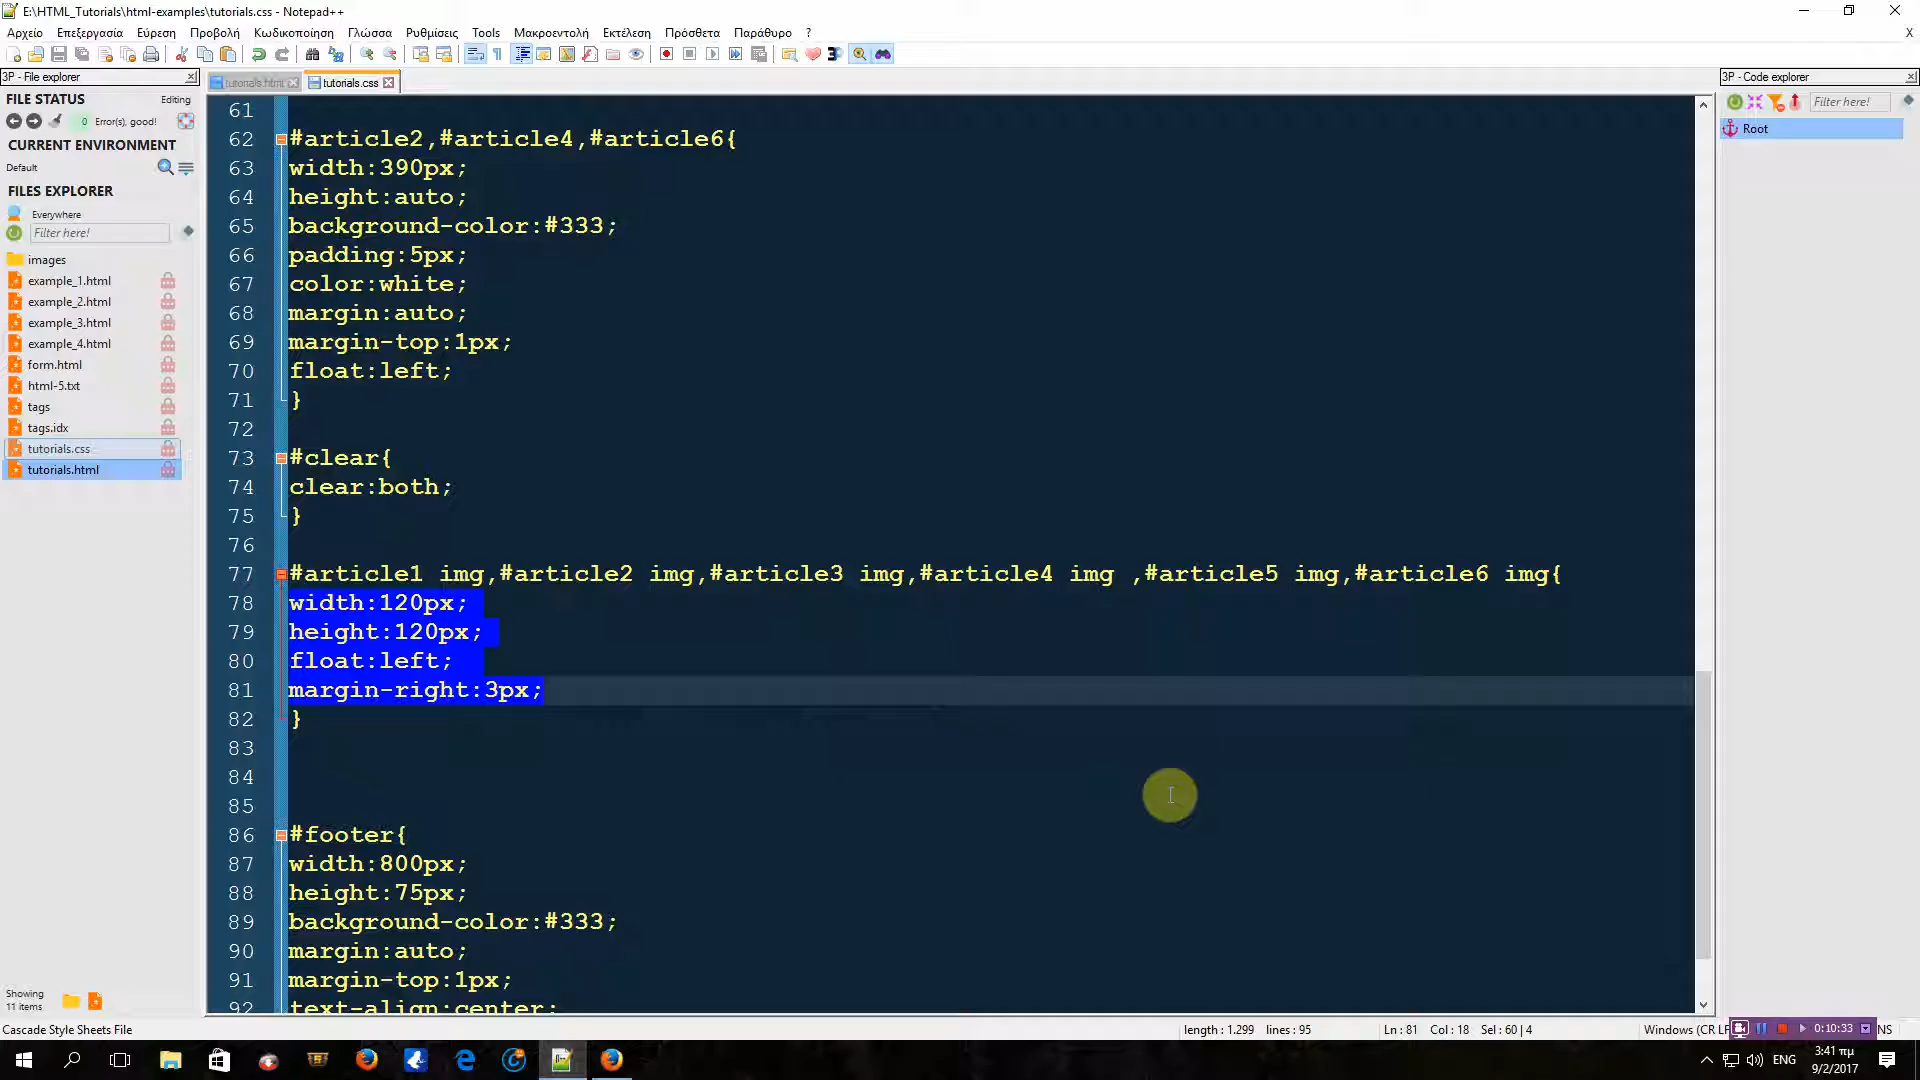 E:\HTML_Tutorials\html-examples\tutorials.css - Notepad++
Αρχείο Επεξεργασία Εύρεση Προβολή Κωδικοποίηση Γλώσσα Ρυθμίσεις Tools Μακροεντολή Εκτέλεση Πρόσθετα Παράθυρο ? X
3P - File explorer
tutorials.html tutorials.css
3P - Code explorer
FILE STATUS Editing
0 Error(s), good!
Filter here!
CURRENT ENVIRONMENT
Default
Root
FILES EXPLORER
Everywhere
Filter here!
images
example_1.html
example_2.html
example_3.html
example_4.html
form.html
html-5.txt
tags
tags.idx
tutorials.css
tutorials.html
Showing
11 items
61
62 #article2,#article4,#article6{
63 width:390px;
64 height:auto;
65 background-color:#333;
66 padding:5px;
67 color:white;
68 margin:auto;
69 margin-top:1px;
70 float:left;
71 }
72
73 #clear{
74 clear:both;
75 }
76
77 #article1 img,#article2 img,#article3 img,#article4 img ,#article5 img,#article6 img{
78 width:120px;
79 height:120px;
80 float:left;
81 margin-right:3px;
82 }
83
84
85
86 #footer{
87 width:800px;
88 height:75px;
89 background-color:#333;
90 margin:auto;
91 margin-top:1px;
92 text-align:center;
Cascade Style Sheets File length : 1.299 lines : 95 Ln : 81 Col : 18 Sel : 60 | 4 Windows (CR LF 0:10:33 NS
ENG 3:41 πμ
9/2/2017